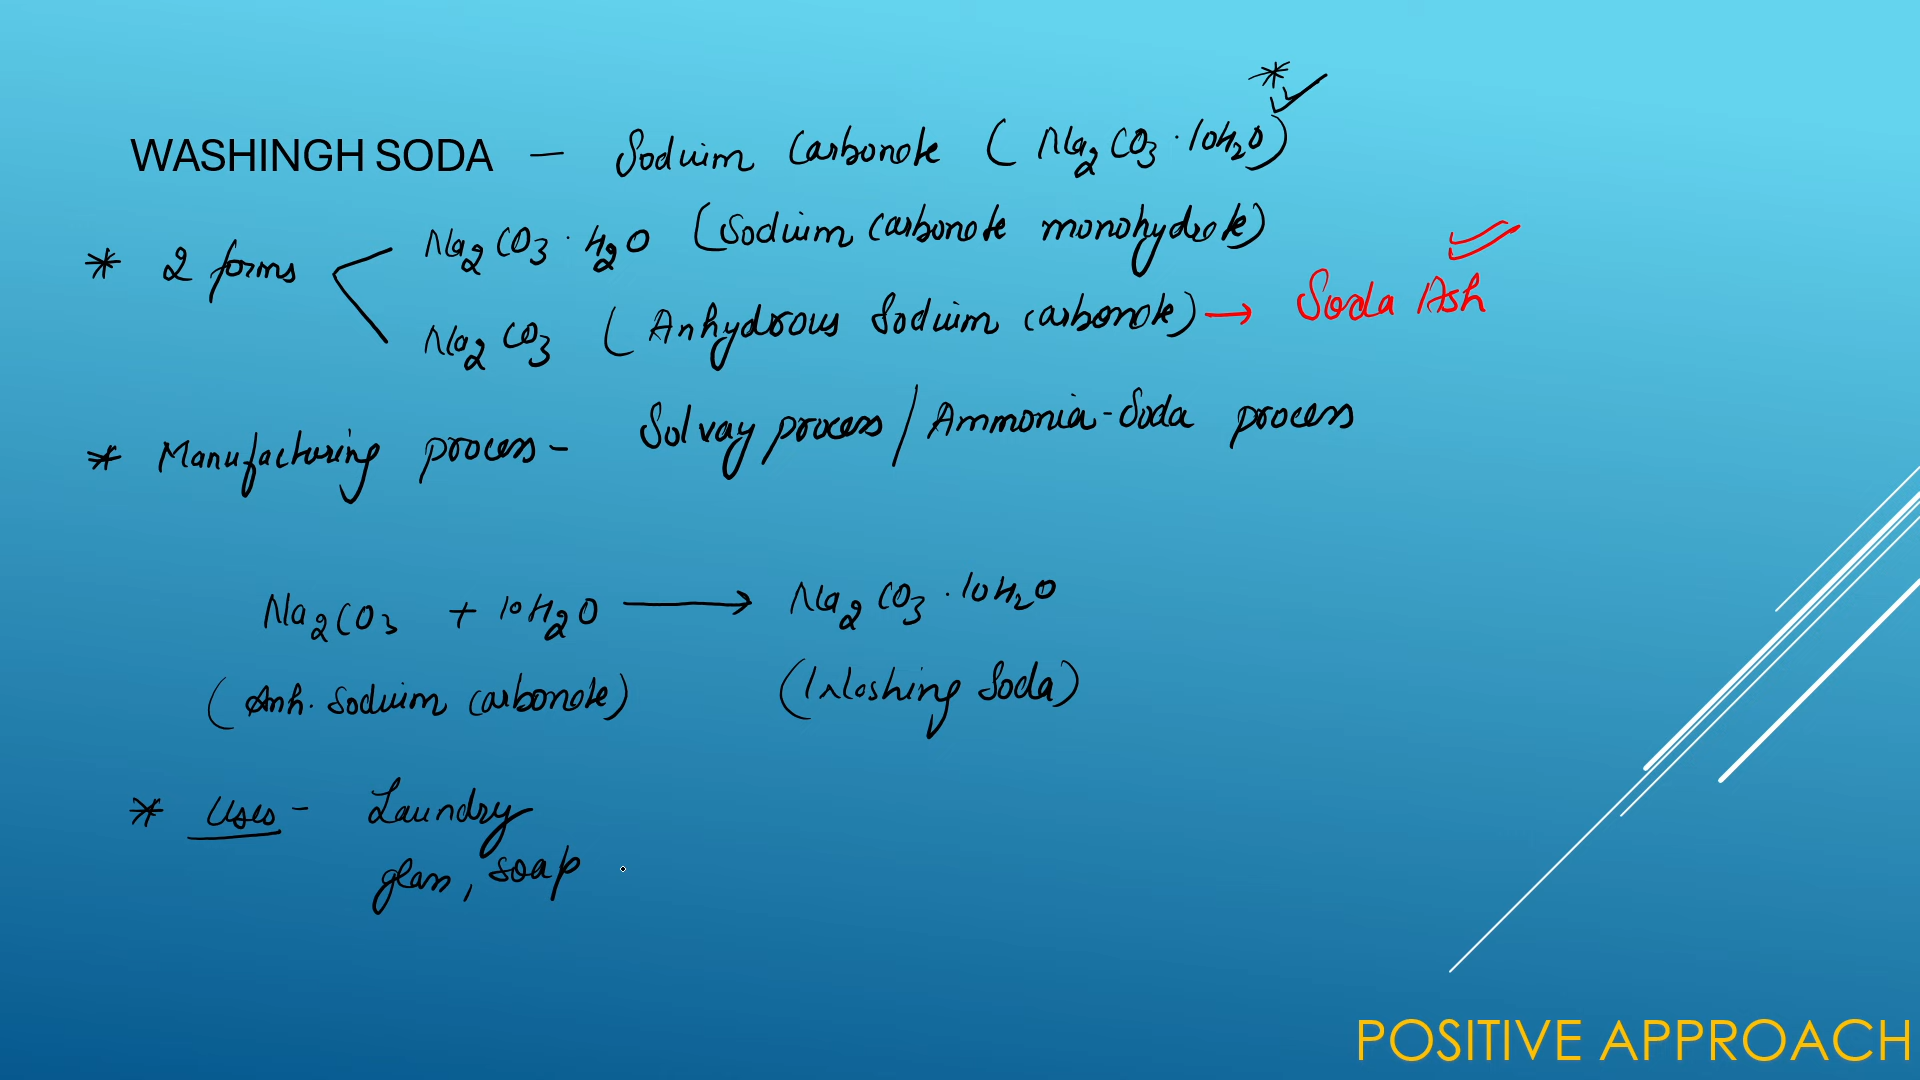 WASHINGH SODA — Sodium Carbonate (Na₂CO₃·10H₂O)
* 2 forms
Na₂CO₃·H₂O (Sodium carbonate monohydrate)
Na₂CO₃ (Anhydrous Sodium carbonate) → Soda Ash
* Manufacturing process - Solvay process / Ammonia-Soda process
Na₂CO₃ + 10H₂O → Na₂CO₃·10H₂O
(Anh. Sodium carbonate) (Washing Soda)
* Uses - Laundry
glass, soap
POSITIVE APPROACH